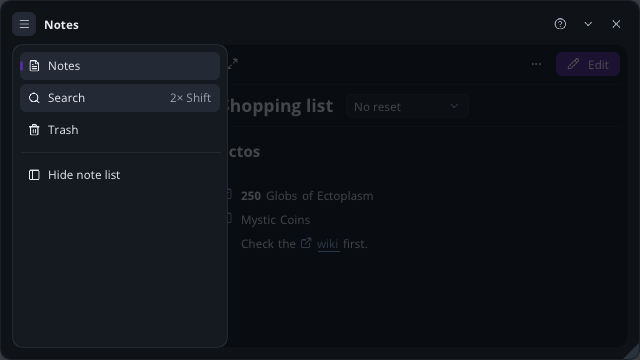 Notes
Notes
Edit
Search 2× Shift
hopping list No reset
Trash
ctos
Hide note list
250 Globs of Ectoplasm
Mystic Coins
Check the wiki first.